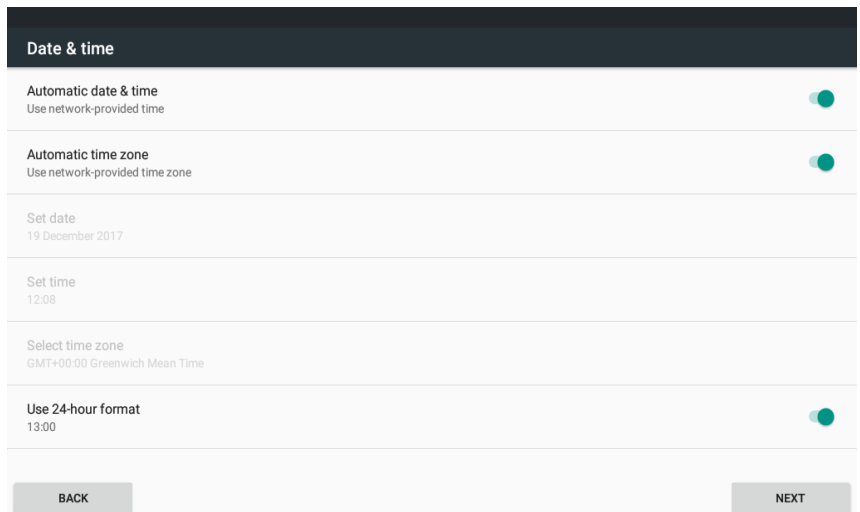 Date & time
Automatic date & time
Use network-provided time
Automatic time zone
Use network-provided time zone
Set date
19 December 2017
Set time
12:08
Select time zone
GMT+00:00 Greenwich Mean Time
Use 24-hour format
13:00
BACK
NEXT